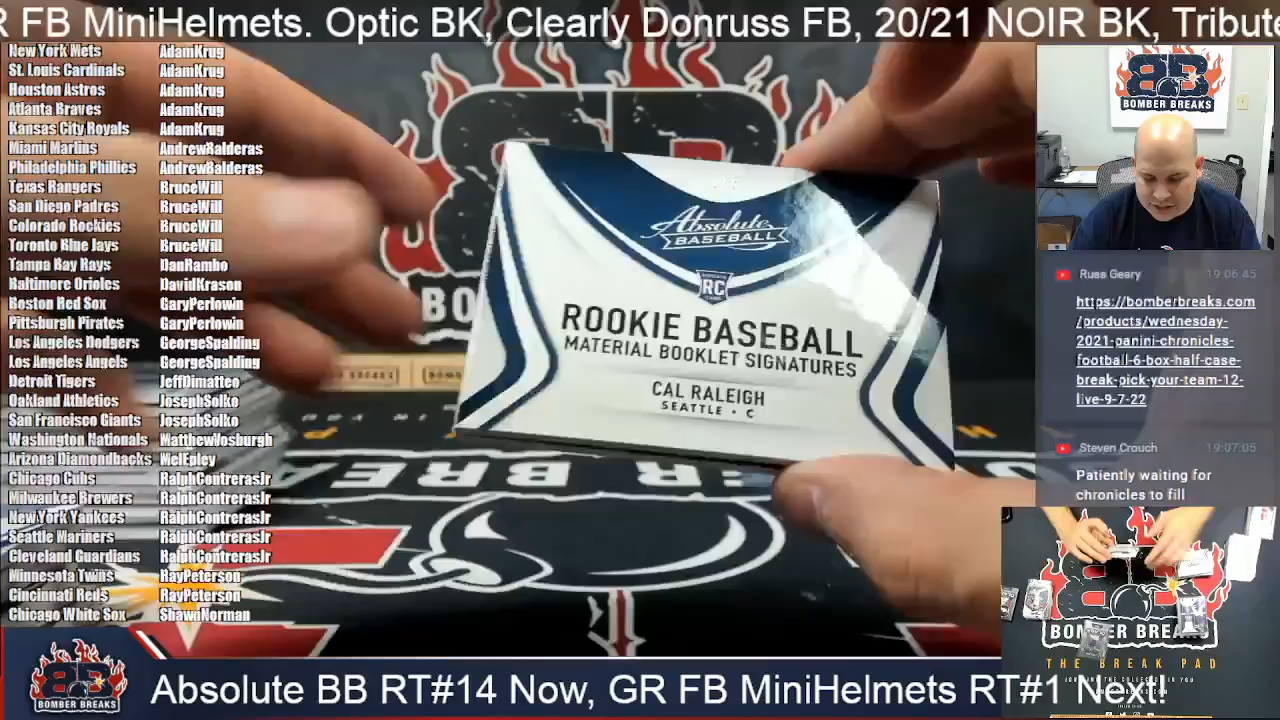 R FB MiniHelmets. Optic BK, Clearly Donruss FB, 20/21 NOIR BK, Tribute
New York Mets AdamKrug
St. Louis Cardinals AdamKrug
Houston Astros AdamKrug
Atlanta Braves AdamKrug
Kansas City Royals AdamKrug
Miami Marlins AndrewBalderas
Philadelphia Phillies AndrewBalderas
Texas Rangers BruceWill
San Diego Padres BruceWill
Colorado Rockies BruceWill
Toronto Blue Jays BruceWill
Tampa Bay Rays DanRambo
Baltimore Orioles DavidKrason
Boston Red Sox GaryPerlowin
Pittsburgh Pirates GaryPerlowin
Los Angeles Dodgers GeorgeSpalding
Los Angeles Angels GeorgeSpalding
Detroit Tigers JeffDimatteo
Oakland Athletics JosephSolko
San Francisco Giants JosephSolko
Washington Nationals MatthewVosburgh
Arizona Diamondbacks MelEpley
Chicago Cubs RalphContrerasJr
Milwaukee Brewers RalphContrerasJr
New York Yankees RalphContrerasJr
Seattle Mariners RalphContrerasJr
Cleveland Guardians RalphContrerasJr
Minnesota Twins RayPeterson
Cincinnati Reds RayPeterson
Chicago White Sox ShawnNorman
Absolute
BASEBALL
RC
ROOKIE BASEBALL
MATERIAL BOOKLET SIGNATURES
CAL RALEIGH
SEATTLE • C
BO
BOMBER BREAKS
Russ Geary 19:06:45
https://bomberbreaks.com
/products/wednesday-
2021-panini-chronicles-
football-6-box-half-case-
break-pick-your-team-12-
live-9-7-22
Steven Crouch 19:07:05
Patiently waiting for
chronicles to fill
BOMBER BREAKS
THE BREAK PAD
BOMBER BREAKS
Absolute BB RT#14 Now, GR FB MiniHelmets RT#1 Next!